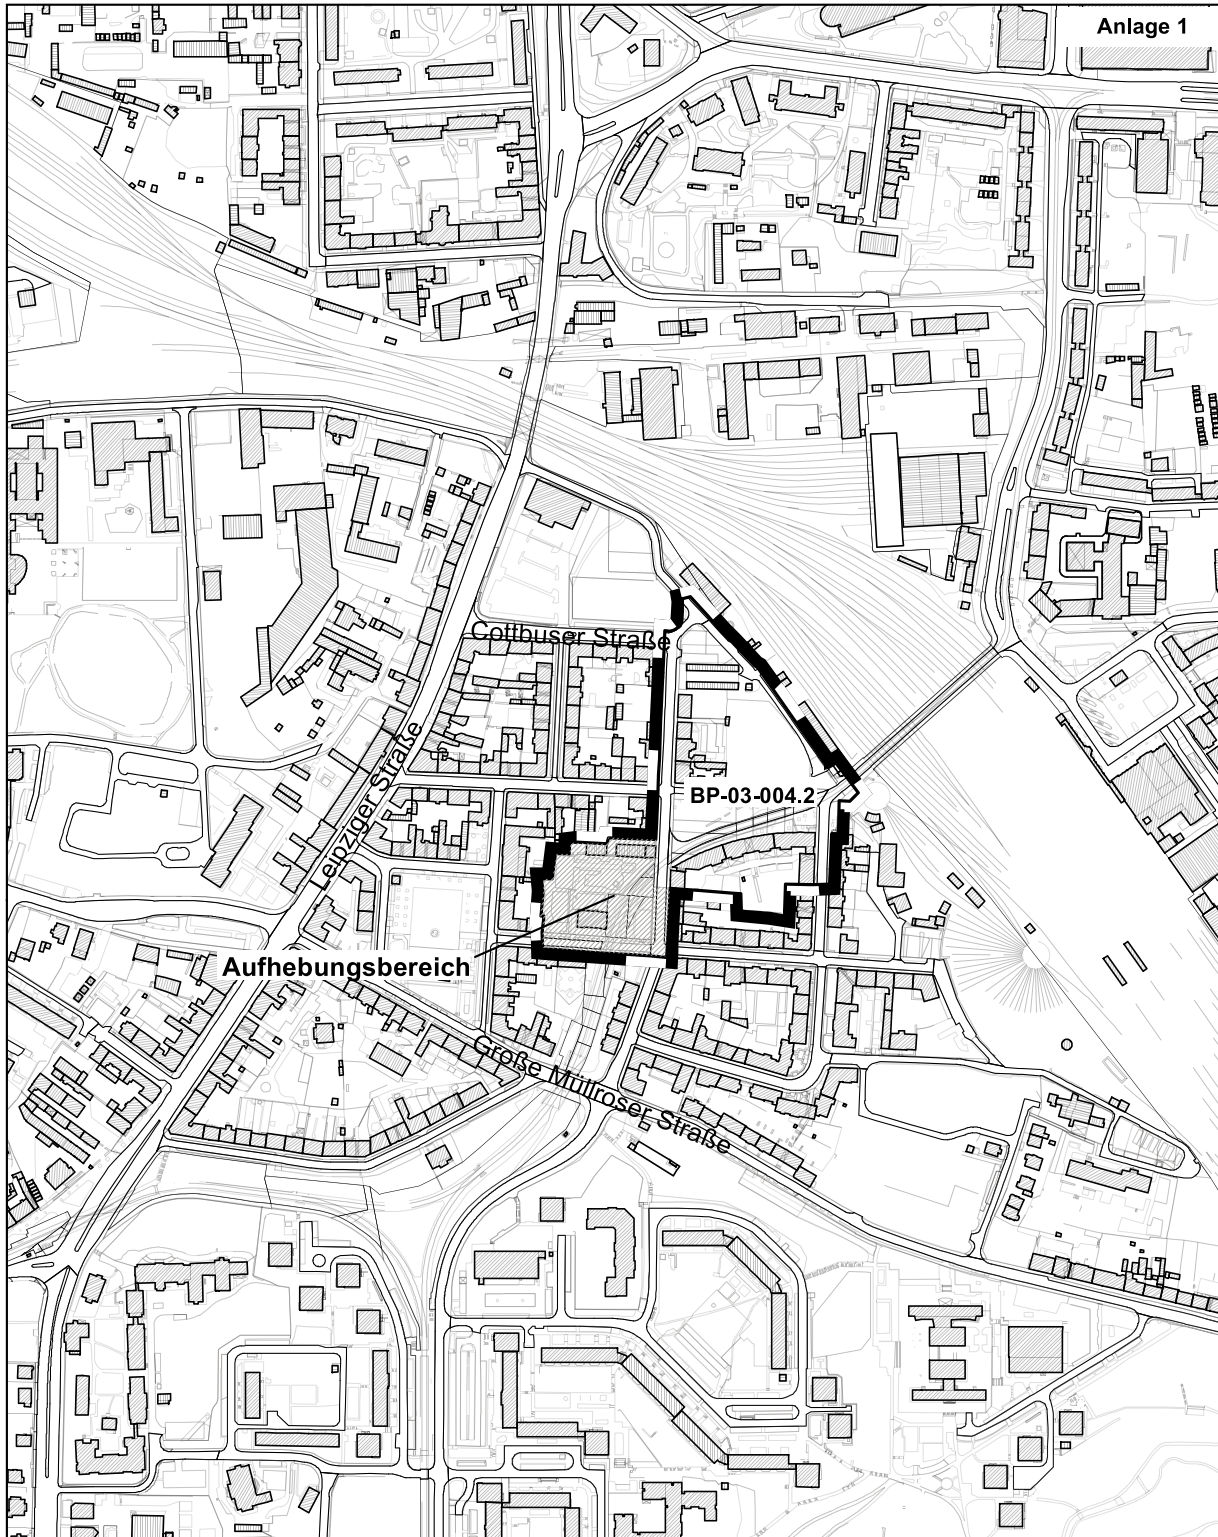 Anlage 1
Cottbuser Straße
Leipziger Straße
BP-03-004.2
Aufhebungsbereich
Große Müllroser Straße